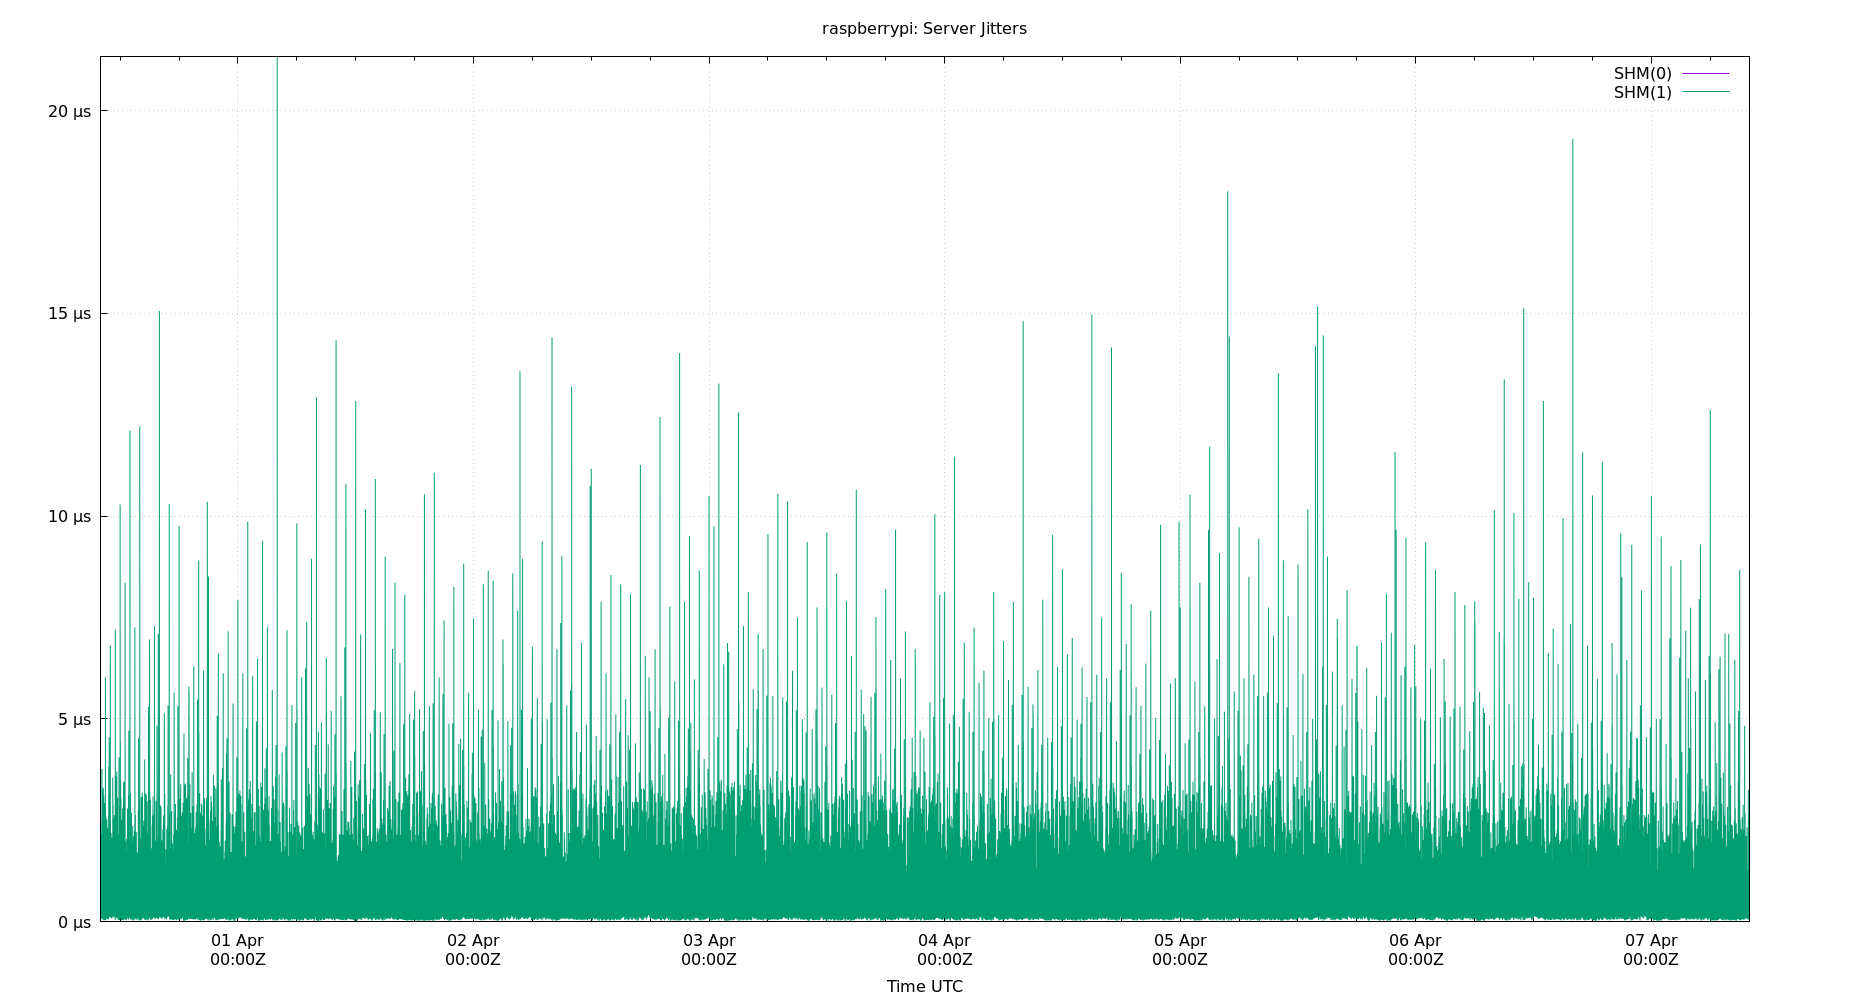 raspberrypi: Server Jitters
SHM(0)
SHM(1)
20 µs
15 µs
10 µs
5 µs
0 µs
01 Apr 02 Apr 03 Apr 04 Apr 05 Apr 06 Apr 07 Apr
00:00Z 00:00Z 00:00Z 00:00Z 00:00Z 00:00Z 00:00Z
Time UTC